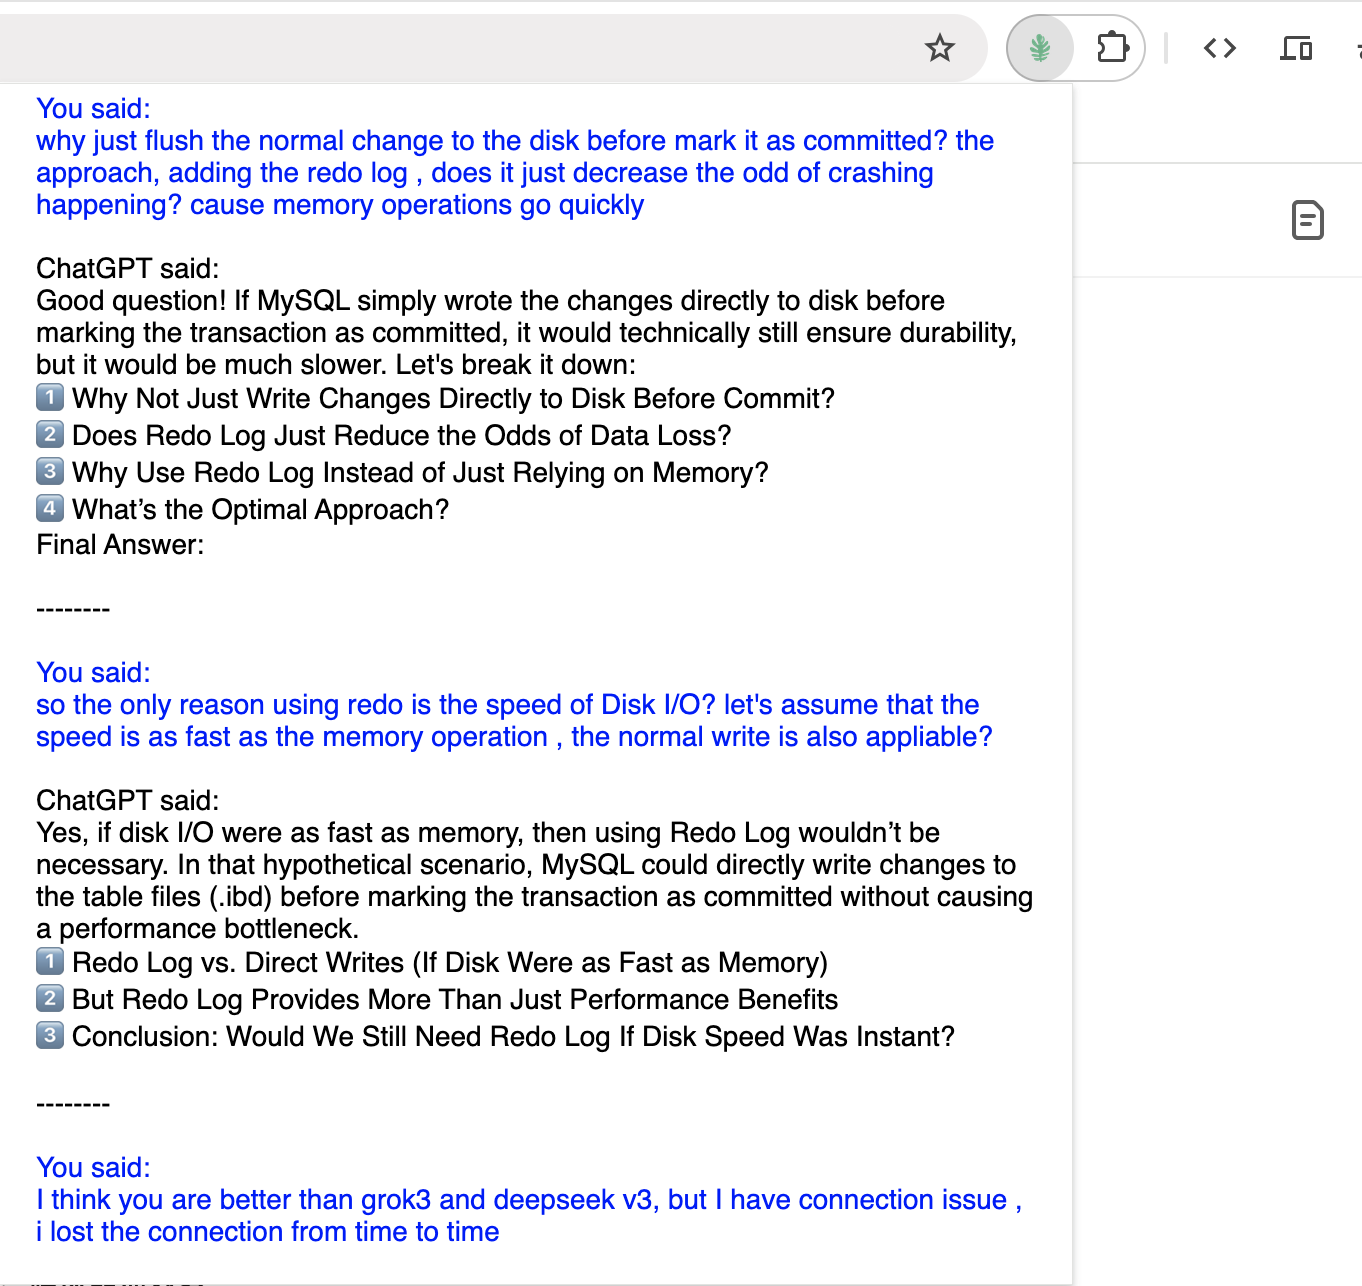 You said:
why just flush the normal change to the disk before mark it as committed? the
approach, adding the redo log , does it just decrease the odd of crashing
happening? cause memory operations go quickly
ChatGPT said:
Good question! If MySQL simply wrote the changes directly to disk before
marking the transaction as committed, it would technically still ensure durability,
but it would be much slower. Let's break it down:
1️⃣ Why Not Just Write Changes Directly to Disk Before Commit?
2️⃣ Does Redo Log Just Reduce the Odds of Data Loss?
3️⃣ Why Use Redo Log Instead of Just Relying on Memory?
4️⃣ What’s the Optimal Approach?
Final Answer:
--------
You said:
so the only reason using redo is the speed of Disk I/O? let's assume that the
speed is as fast as the memory operation , the normal write is also appliable?
ChatGPT said:
Yes, if disk I/O were as fast as memory, then using Redo Log wouldn’t be
necessary. In that hypothetical scenario, MySQL could directly write changes to
the table files (.ibd) before marking the transaction as committed without causing
a performance bottleneck.
1️⃣ Redo Log vs. Direct Writes (If Disk Were as Fast as Memory)
2️⃣ But Redo Log Provides More Than Just Performance Benefits
3️⃣ Conclusion: Would We Still Need Redo Log If Disk Speed Was Instant?
--------
You said:
I think you are better than grok3 and deepseek v3, but I have connection issue ,
i lost the connection from time to time